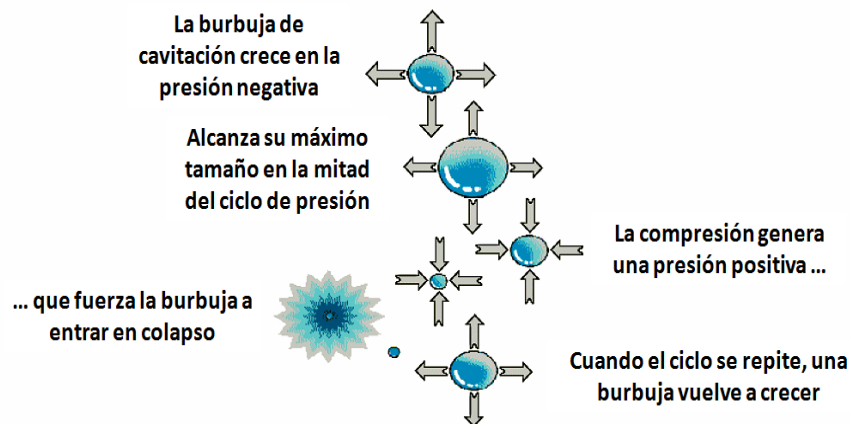 La burbuja de
cavitación crece en la
presión negativa
Alcanza su máximo
tamaño en la mitad
del ciclo de presión
La compresión genera
una presión positiva ...
... que fuerza la burbuja a
entrar en colapso
Cuando el ciclo se repite, una
burbuja vuelve a crecer